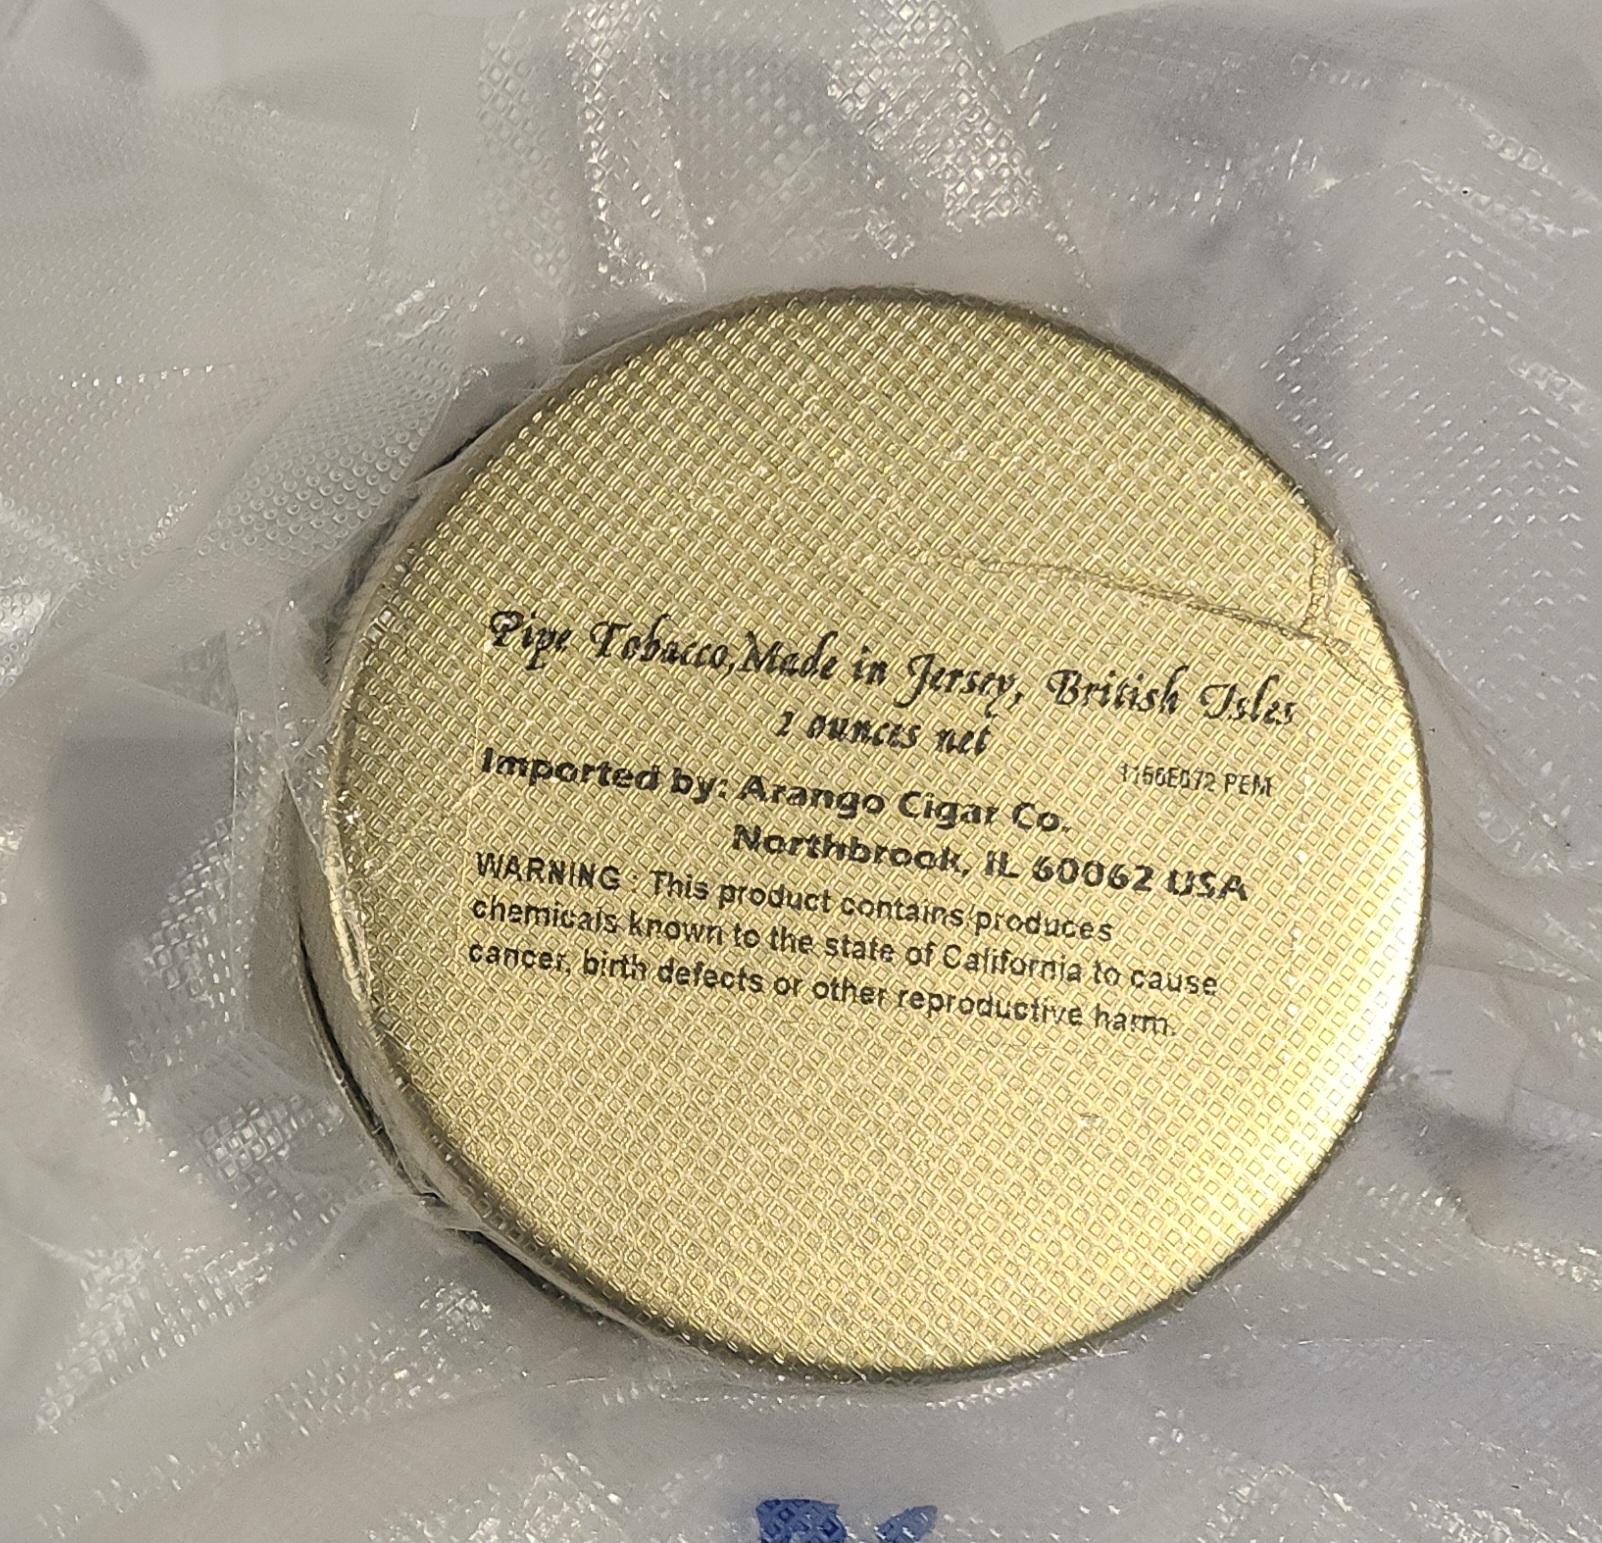 Pipe Tobacco,Made in Jersey, British Isles
ounces net
Imported by: Arango Cigar Co.
PEM
Northbrook, IL 60062 USA
WARNING : This product contains/produces
chemicals known to the state of California to cause
cancer, birth defects or other reproductive harm.